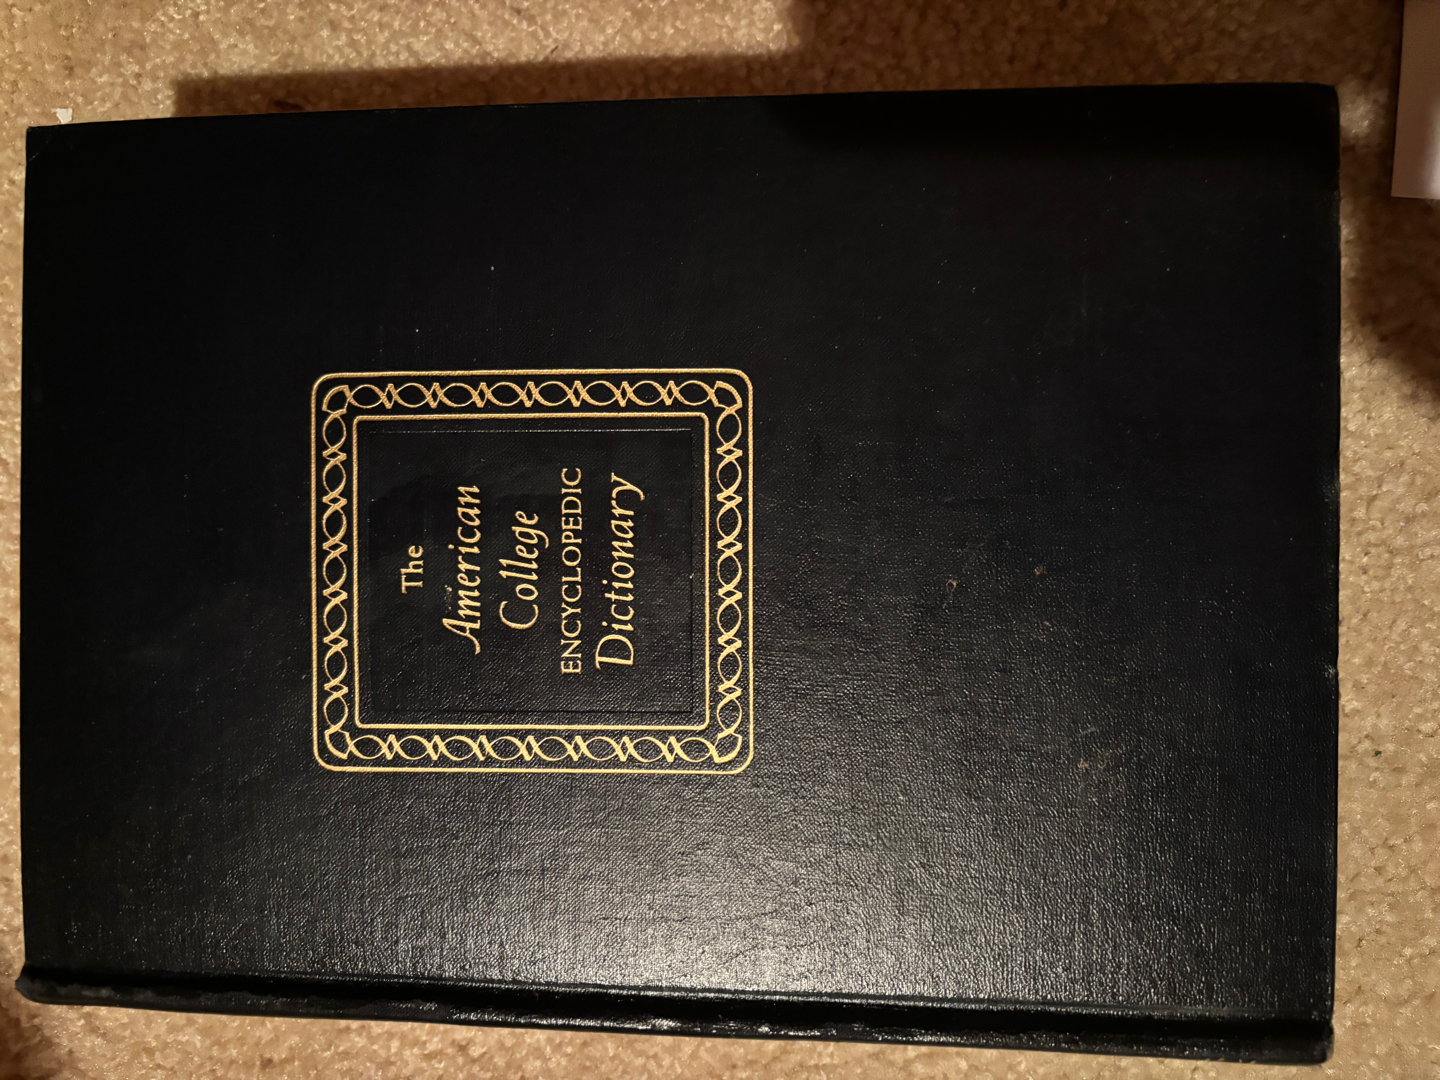 The
American
College
ENCYCLOPEDIC
Dictionary